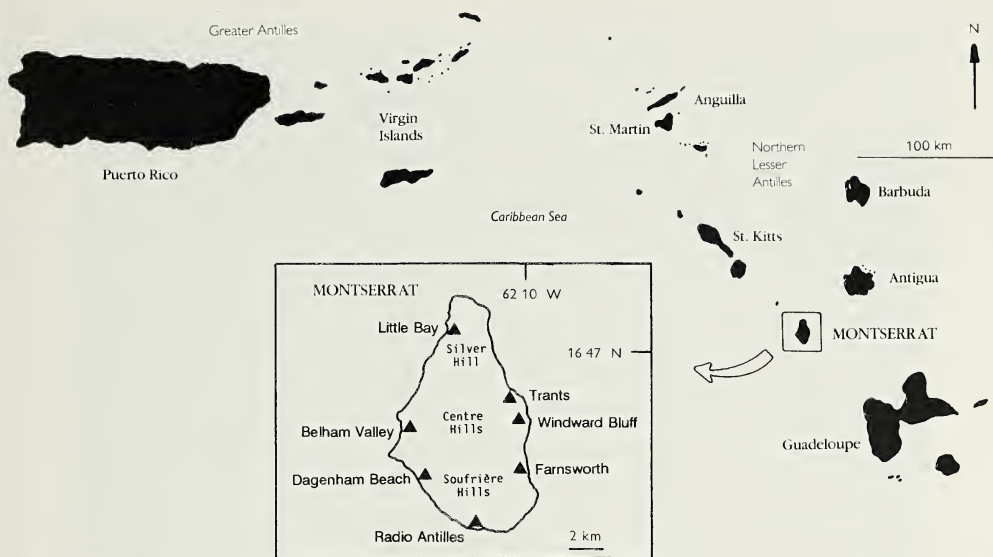 Greater Antilles
N
Anguilla
Virgin
Islands
St. Martin
Northern
Lesser
Antilles
100 km
Puerto Rico
Barbuda
Caribbean Sea
St. Kitts
Antigua
MONTSERRAT
62 10 W
Little Bay
Silver
Hill
16 47 N
MONTSERRAT
Trants
Belham Valley
Centre
Hills
Windward Bluff
Guadeloupe
Dagenham Beach
Soufrière
Hills
Farnsworth
Radio Antilles
2 km